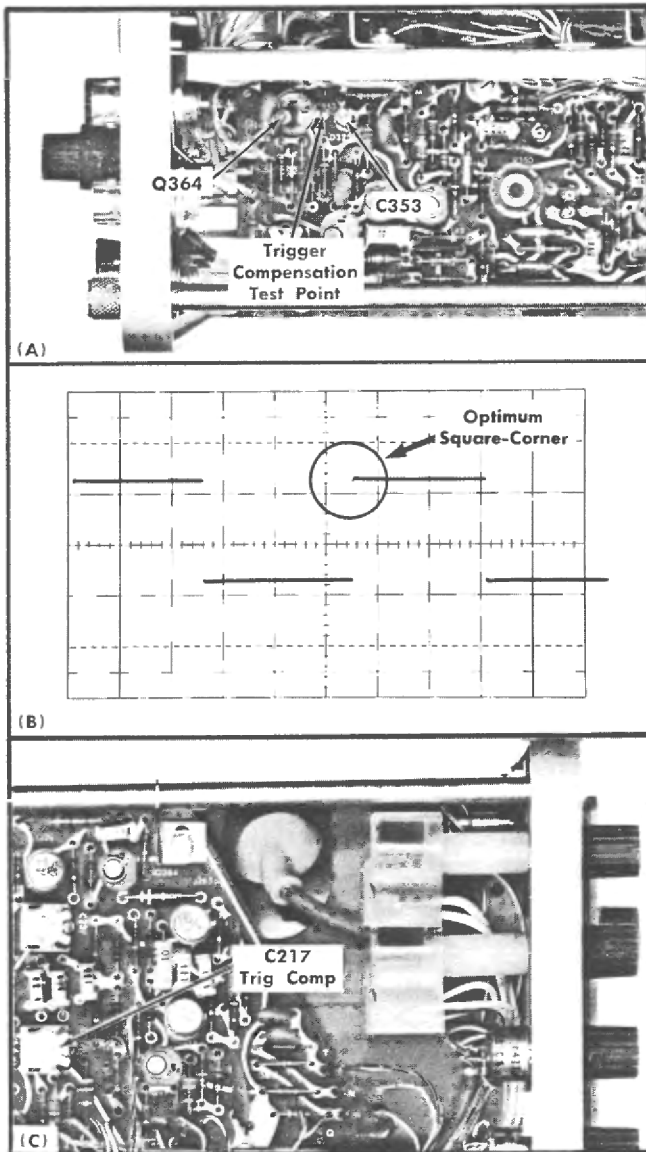 Q364
C353
Trigger
Compensation
Test Point
(A)
Optimum
Square-Corner
(B)
C217
Trig Comp
(C)